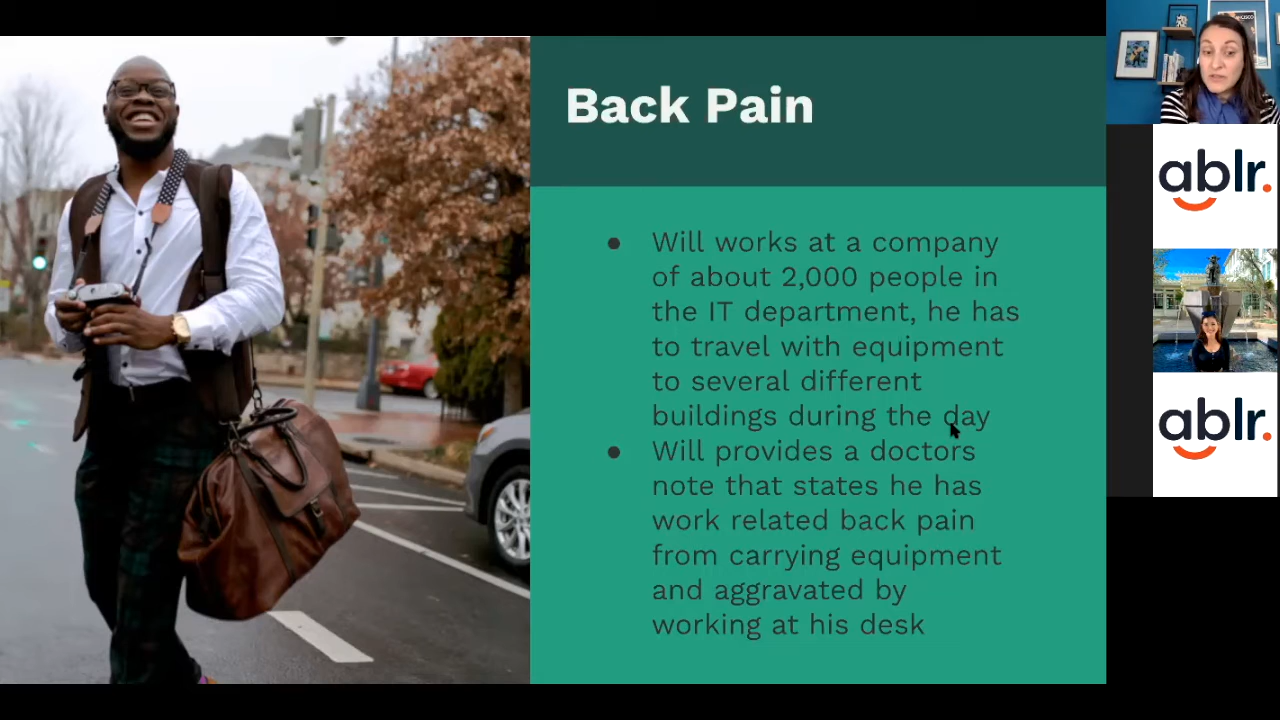 Back Pain
● Will works at a company
of about 2,000 people in
the IT department, he has
to travel with equipment
to several different
buildings during the day
● Will provides a doctors
note that states he has
work related back pain
from carrying equipment
and aggravated by
working at his desk
ablr.
ablr.